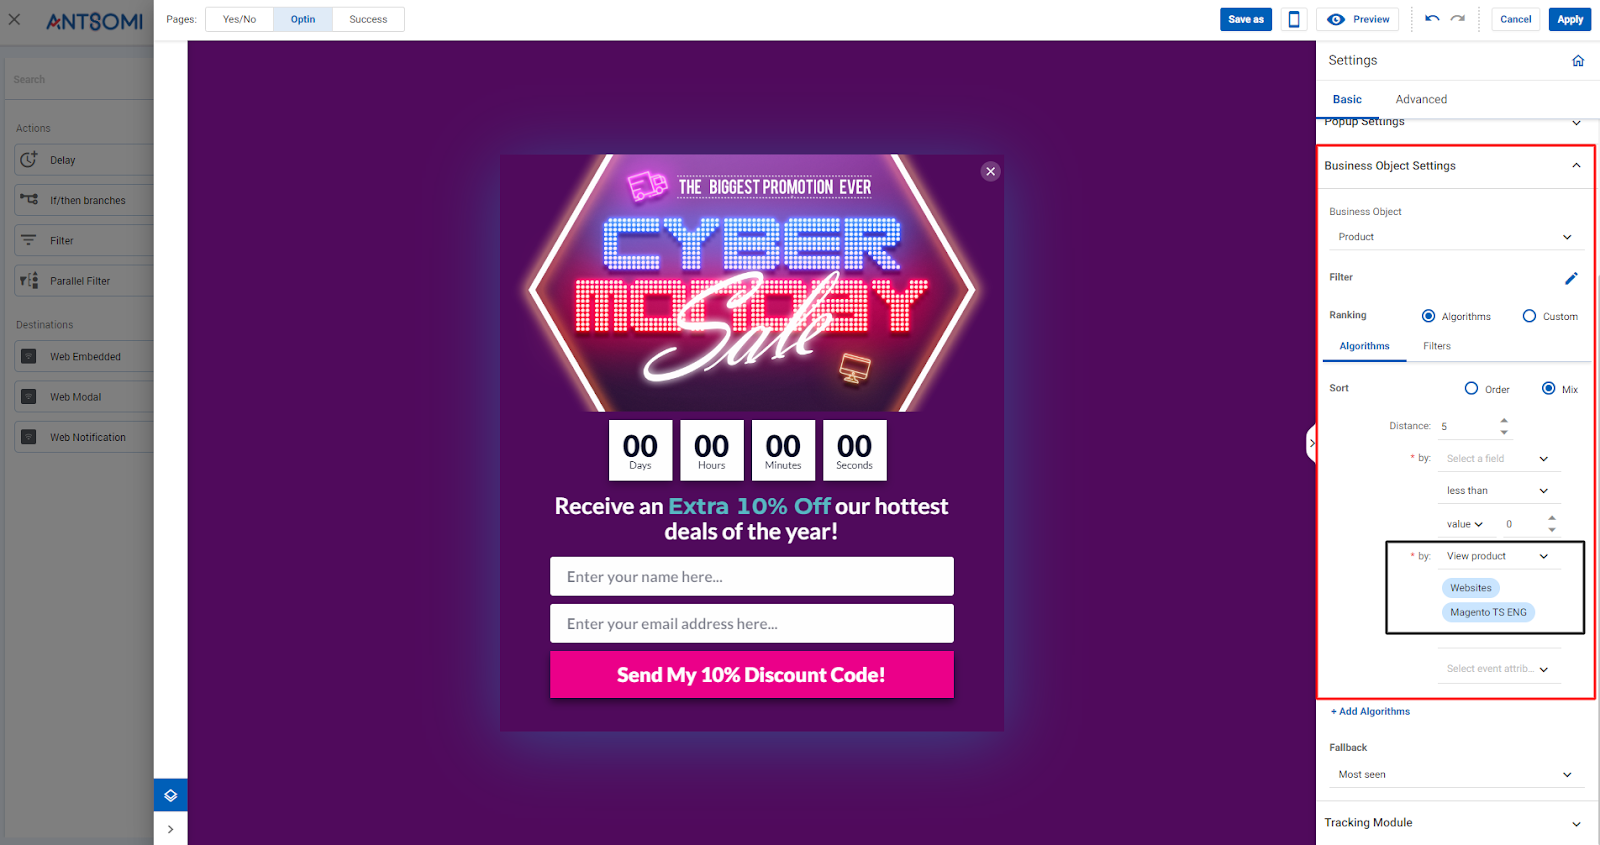 ANTSOMI
Pages:
Yes/No
Optin
Success
Save as
Preview
Cancel
Apply
Search
Actions
Delay
If/then branches
Filter
Parallel Filter
Destinations
Web Embedded
Web Modal
Web Notification
THE BIGGEST PROMOTION EVER
CYBER
MONDAY
Sale
00 00 00 00
Days Hours Minutes Seconds
Receive an Extra 10% Off our hottest
deals of the year!
Enter your name here...
Enter your email address here...
Send My 10% Discount Code!
Settings
Basic Advanced
Popup Settings
Business Object Settings
Business Object
Product
Filter
Ranking Algorithms Custom
Algorithms Filters
Sort Order Mix
Distance: 5
* by: Select a field
less than
value 0
* by: View product
Websites
Magento TS ENG
Select event attrib...
+ Add Algorithms
Fallback
Most seen
Tracking Module